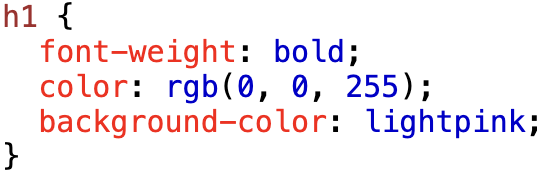 h1 {
  font-weight: bold;
  color: rgb(0, 0, 255);
  background-color: lightpink;
}